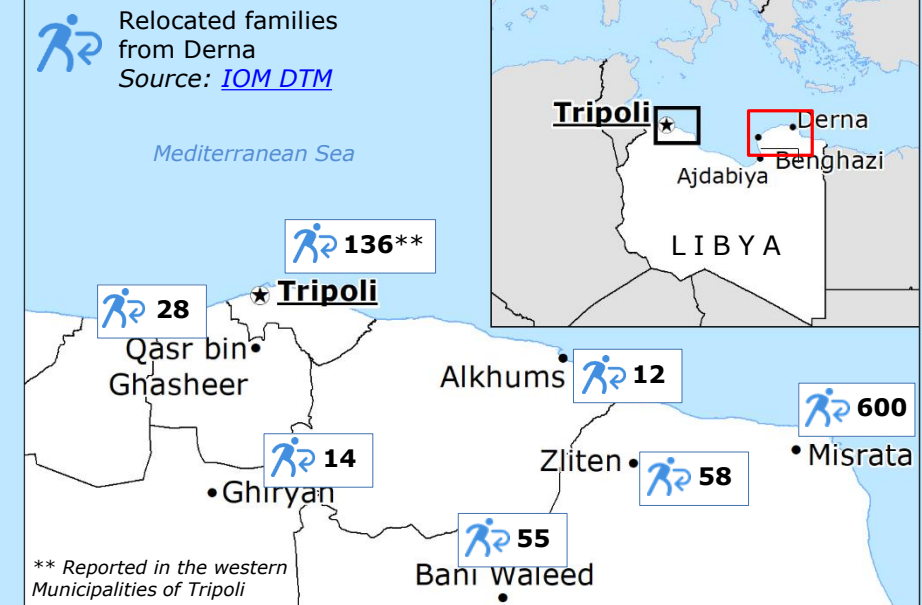 Relocated families
from Derna
Source: IOM DTM
Mediterranean Sea
Tripoli
Derna
Benghazi
Ajdabiya
LIBYA
136**
Tripoli
28
Qasr bin
Ghasheer
Alkhums
12
600
Misrata
14
Ghiryan
Zliten
58
55
Bani Waleed
** Reported in the western
Municipalities of Tripoli